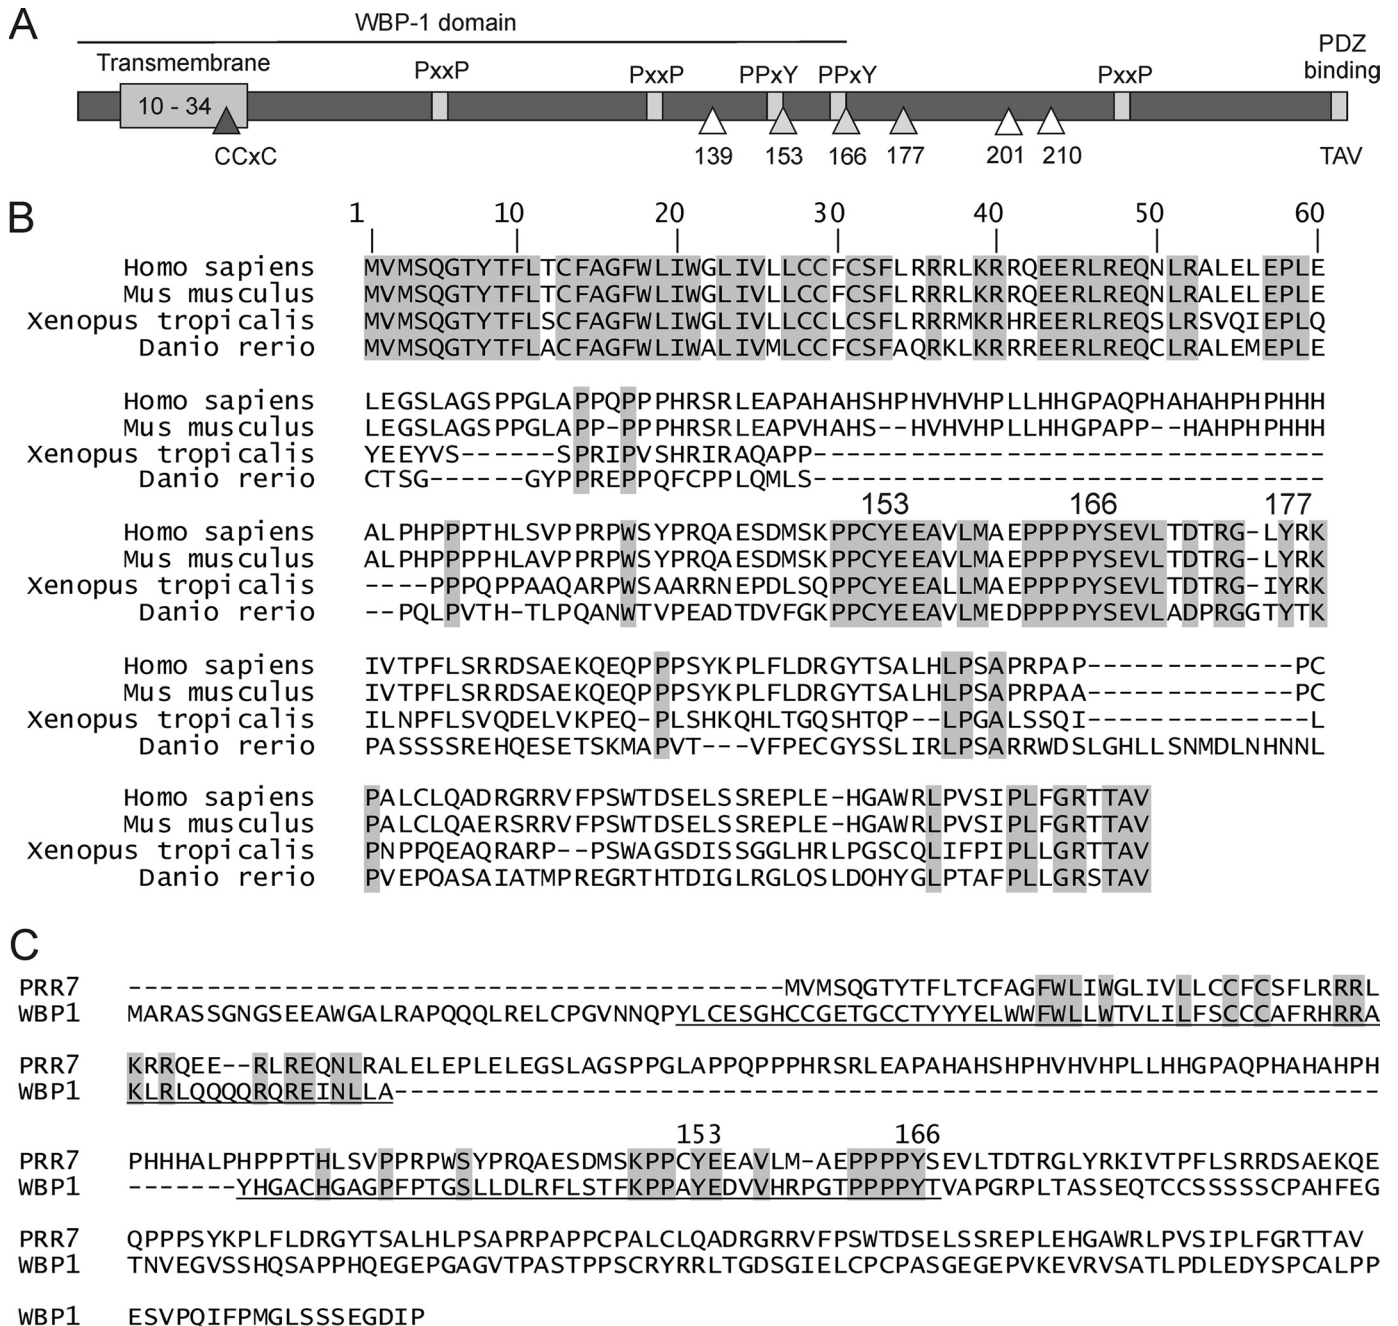 A
WBP-1 domain
Transmembrane
PxxP
PxxP
PPxY
PPxY
PxxP
PDZ
binding
10 - 34
CCxC
139
153
166
177
201
210
TAV
B
1 10 20 30 40 50 60
Homo sapiens MVMSQGTYTFLTCFAGFWLIWGLIVLLCCFCSFLRRRLKRRQEERLREQNLRALELEPLE
Mus musculus MVMSQGTYTFLTCFAGFWLIWGLIVLLCCFCSFLRRRLKRRQEERLREQNLRALELEPLE
Xenopus tropicalis MVMSQGTYTFLSCFAGFWLIWGLIVLLCCLCSFLRRRMKRHREERLREQSLRSVQIEPLQ
Danio rerio MVMSQGTYTFLACFAGFWLIWALIVMLCCFCSFAQRKLKRRREERLREQCLRALEMEPLE
Homo sapiens LEGSLAGSPPGLAPPQPPPPHRSRLEAPAHAHSHPHVHVHPLLHHGPAQPHAHAHPHPHHH
Mus musculus LEGSLAGSPPGLAPP-PPPPHRSRLEAPVHAHS--HVHVHPLLHHGPAPP--HAHPHPHHH
Xenopus tropicalis YEEYVS------SPRIPVSHRIRAQAPP--------------------------------
Danio rerio CTSG------GYPPREPPQFCPPLQMLS--------------------------------
153 166 177
Homo sapiens ALPHPPPTHLSVPPRPWSYPRQAESDMSKPPCYEEAVLMAEPPPPYSEVLTDTRG-LYRK
Mus musculus ALPHPPPPHLAVPPRPWSYPRQAESDMSKPPCYEEAVLMAEPPPPYSEVLTDTRG-LYRK
Xenopus tropicalis ----PPPQPPAAQARPWSAARRNEPDLSQPPCYEEALLMAEPPPPYSEVLTDTRG-IYRK
Danio rerio --PQLPVTH-TLPQANWTVPEADTDVFGKPPCYEEAVLMEDPPPPYSEVLADPRGGTYTK
Homo sapiens IVTPFLSRRDSAEKQEQPPPSYKPLFLDRGYTSALHLPSAPRPAP-------------PC
Mus musculus IVTPFLSRRDSAEKQEQPPPSYKPLFLDRGYTSALHLPSAPRPAA-------------PC
Xenopus tropicalis ILNPFLSVQDELVKPEQ-PLSHKQHLTGQSHTQP--LPGALSSQI--------------L
Danio rerio PASSSSREHQESETSKMAPVT---VFPECGYSSLIRLPSARRWDSLGHLLSNMDLNHNNL
Homo sapiens PALCLQADRGRRVFPSWTDSELSSREPLE-HGAWRLPVSIPLFGRTTAV
Mus musculus PALCLQAERSRRVFPSWTDSELSSREPLE-HGAWRLPVSIPLFGRTTAV
Xenopus tropicalis PNPPQEAQRARP--PSWAGSDISSGGLHRLPGSCQLIFPIPLLGRTTAV
Danio rerio PVEPQASAIATMPREGRTHTDIGLRGLQSLDQHYGLPTAFPLLGRSTAV
C
PRR7 -----------------------------------------MVMSQGTYTFLTCFAGFWLIWGLIVLLCCFCSFLRRRL
WBP1 MARASSGNGSEEAWGALRAPQQQLRELCPGVNNQPYLCESGHCCGETGCCTYYYELWWFWLLWTVLILFSCCCAFRHRRA
PRR7 KRRQEE--RLREQNLRALELEPLELEGSLAGSPPGLAPPQPPPPHRSRLEAPAHAHSHPHVHVHPLLHHGPAQPHAHAHPH
WBP1 KLRLQQQQRQREINLLA---------------------------------------------------------------
153 166
PRR7 PHHHALPHPPPTHLSVPPRPWSYPRQAESDMSKPPCYEEAVLM-AEPPPPYSEVLTDTRGLYRKIVTPFLSRRDSAEKQE
WBP1 -------YHGACHGAGPFPTGSLLDLRFLSTFKPPAYEDVVHRPGTPPPPYTVAPGRPLTASSEQTCCSSSSSCPAHFEG
PRR7 QPPPSYKPLFLDRGYTSALHLPSAPRPAPPCPALCLQADRGRRVFPSWTDSELSSREPLEHGAWRLPVSIPLFGRTTAV
WBP1 TNVEGVSSHQSAPPHQEGEPGAGVTPASTPPSCRYRRLTGDSGIELCPCPASGEGEPVKEVRVSATLPDLEDYSPCALPP
WBP1 ESVPQIFPMGLSSSEGDIP